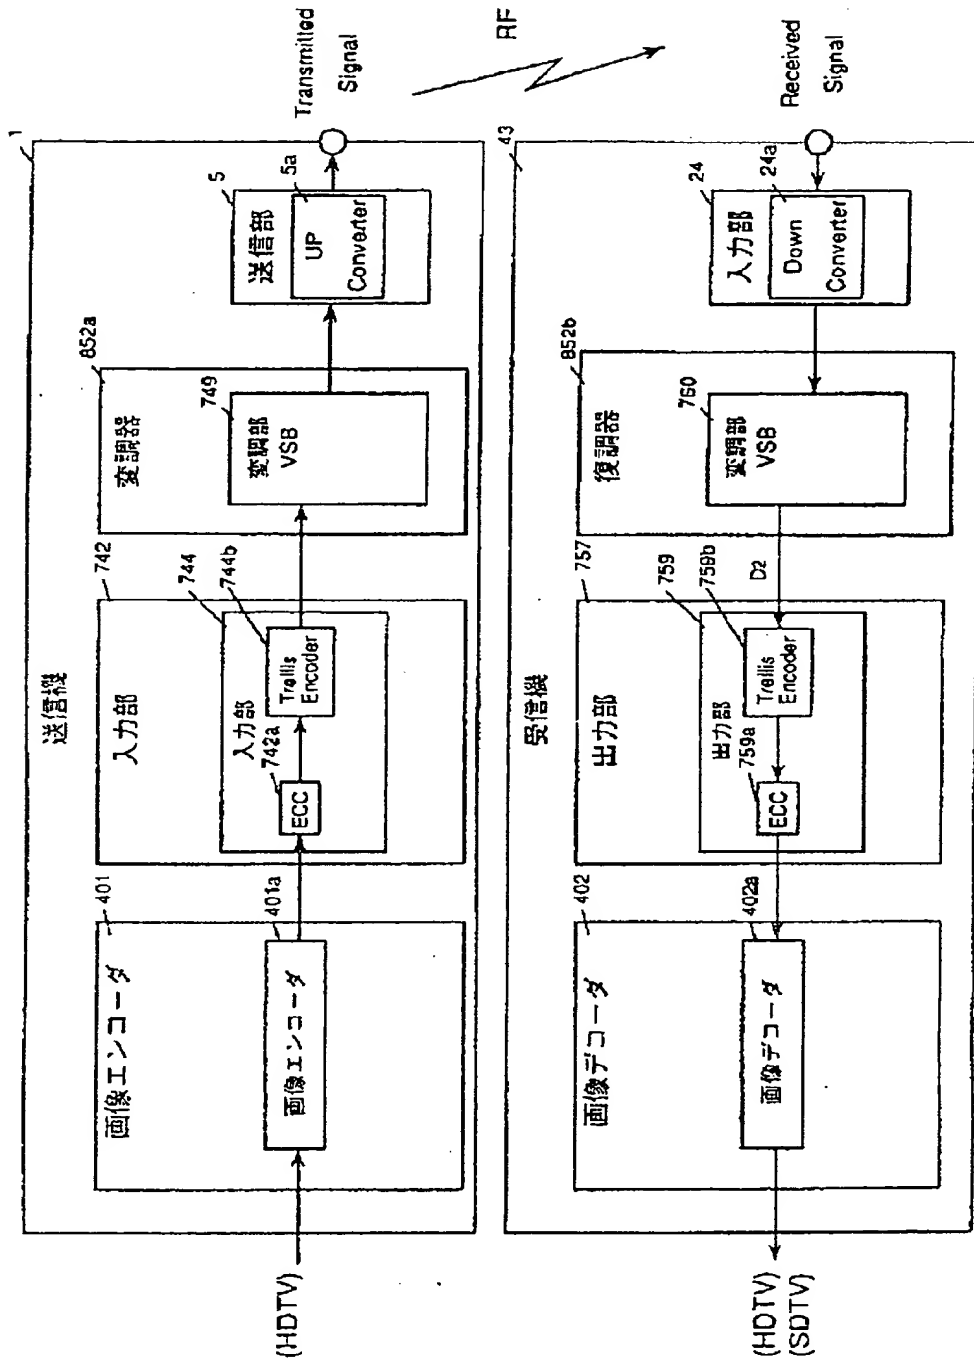 送信機
1
画像エンコーダ
401
画像エンコーダ
401a
(HDTV)
入力部
742
入力部
744
742a
ECC
744b
Trellis
Encoder
変調器
852a
749
変調部
VSB
送信部
5
5a
UP
Converter
Transmitted
Signal
RF
受信機
43
画像デコーダ
402
画像デコーダ
402a
(HDTV)
(SDTV)
出力部
757
出力部
759
759a
ECC
759b
Trellis
Encoder
D2
復調器
852b
760
変調部
VSB
入力部
24
24a
Down
Converter
Received
Signal